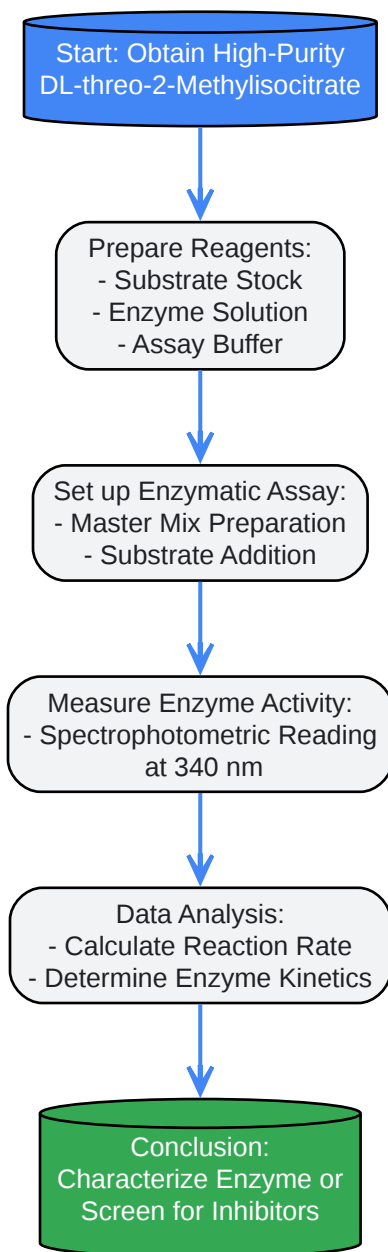 Start: Obtain High-Purity
DL-threo-2-Methylisocitrate
Prepare Reagents:
- Substrate Stock
- Enzyme Solution
- Assay Buffer
Set up Enzymatic Assay:
- Master Mix Preparation
- Substrate Addition
Measure Enzyme Activity:
- Spectrophotometric Reading
at 340 nm
Data Analysis:
- Calculate Reaction Rate
- Determine Enzyme Kinetics
Conclusion:
Characterize Enzyme or
Screen for Inhibitors